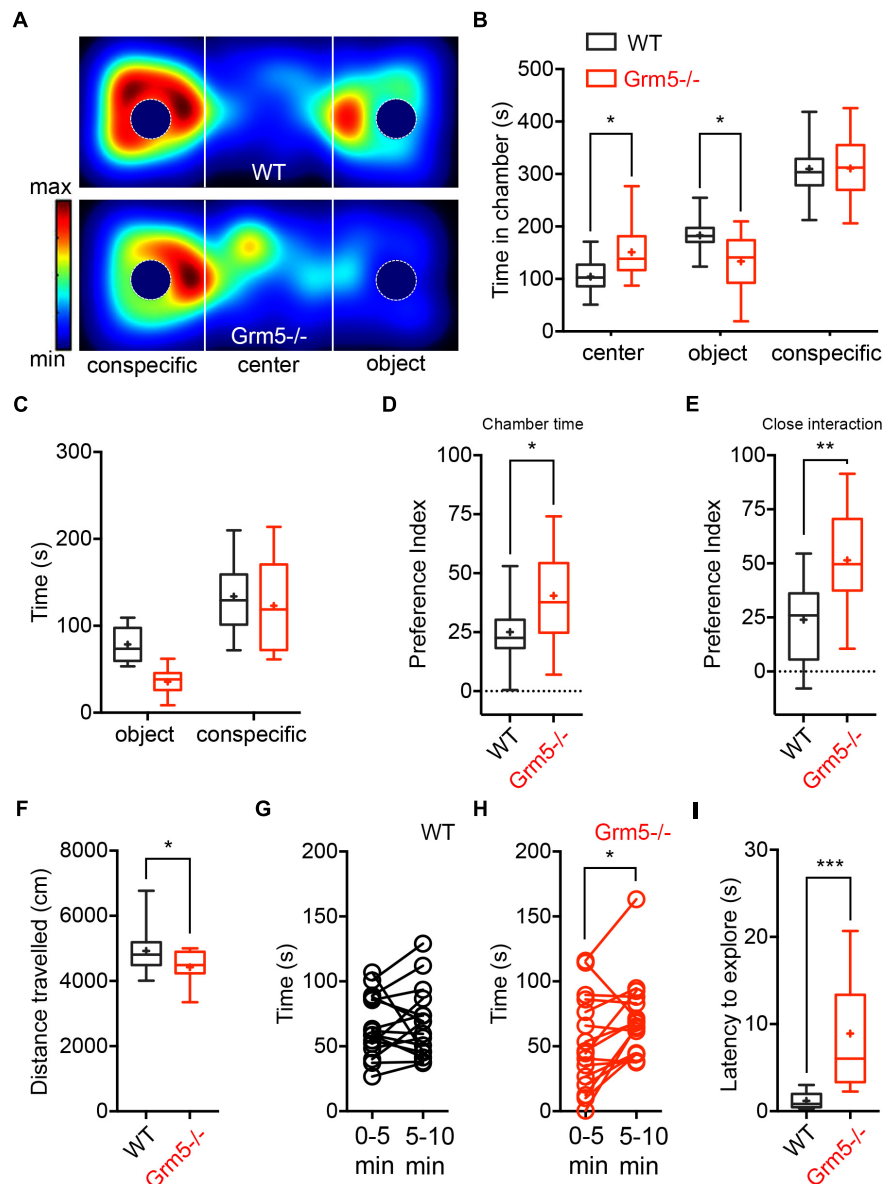 A
WT
max
min
Grm5-/-
conspecific center object
B
WT
Grm5-/-
Time in chamber (s)
500
400
300
200
100
0
* *
center object conspecific
C
Time (s)
300
200
100
0
object conspecific
D
Chamber time
*
Preference Index
100
75
50
25
0
WT
Grm5-/-
E
Close interaction
**
Preference Index
100
75
50
25
0
WT
Grm5-/-
F
*
Distance travelled (cm)
8000
6000
4000
2000
0
WT
Grm5-/-
G
WT
Time (s)
200
150
100
50
0
0-5 5-10
min min
H
Grm5-/-
*
Time (s)
200
150
100
50
0
0-5 5-10
min min
I
***
Latency to explore (s)
30
20
10
0
WT
Grm5-/-